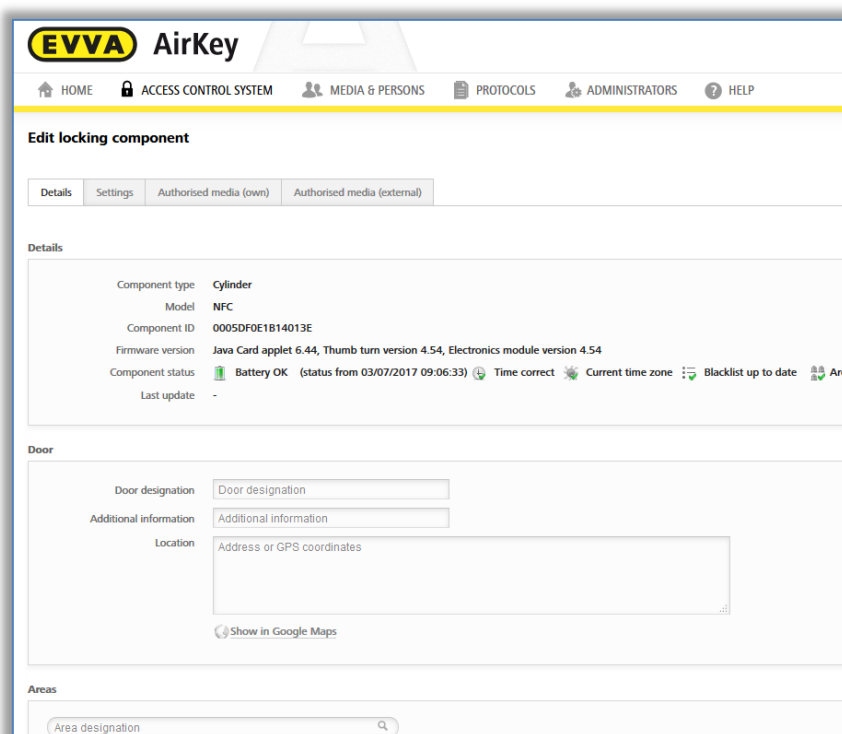 EVVA AirKey
HOME ACCESS CONTROL SYSTEM MEDIA & PERSONS PROTOCOLS ADMINISTRATORS ? HELP
Edit locking component
Details Settings Authorised media (own) Authorised media (external)
Details
Component type Cylinder
Model NFC
Component ID 0005DF0E1B14013E
Firmware version Java Card applet 6.44, Thumb turn version 4.54, Electronics module version 4.54
Component status Battery OK (status from 03/07/2017 09:06:33) Time correct Current time zone Blacklist up to date
Last update -
Door
Door designation Door designation
Additional information Additional information
Location Address or GPS coordinates
Show in Google Maps
Areas
Area designation